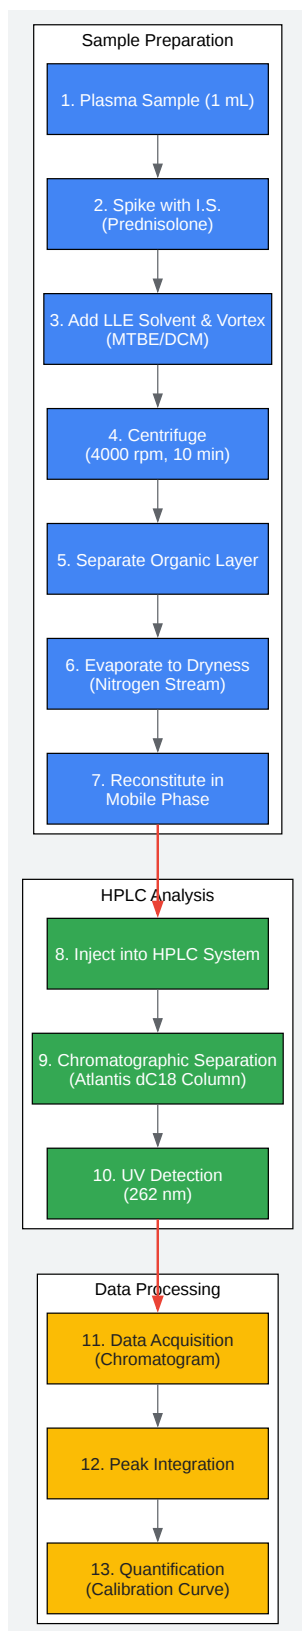 Sample Preparation
1. Plasma Sample (1 mL)
2. Spike with I.S.
(Prednisolone)
3. Add LLE Solvent & Vortex
(MTBE/DCM)
4. Centrifuge
(4000 rpm, 10 min)
5. Separate Organic Layer
6. Evaporate to Dryness
(Nitrogen Stream)
7. Reconstitute in
Mobile Phase
HPLC Analysis
8. Inject into HPLC System
9. Chromatographic Separation
(Atlantis dC18 Column)
10. UV Detection
(262 nm)
Data Processing
11. Data Acquisition
(Chromatogram)
12. Peak Integration
13. Quantification
(Calibration Curve)